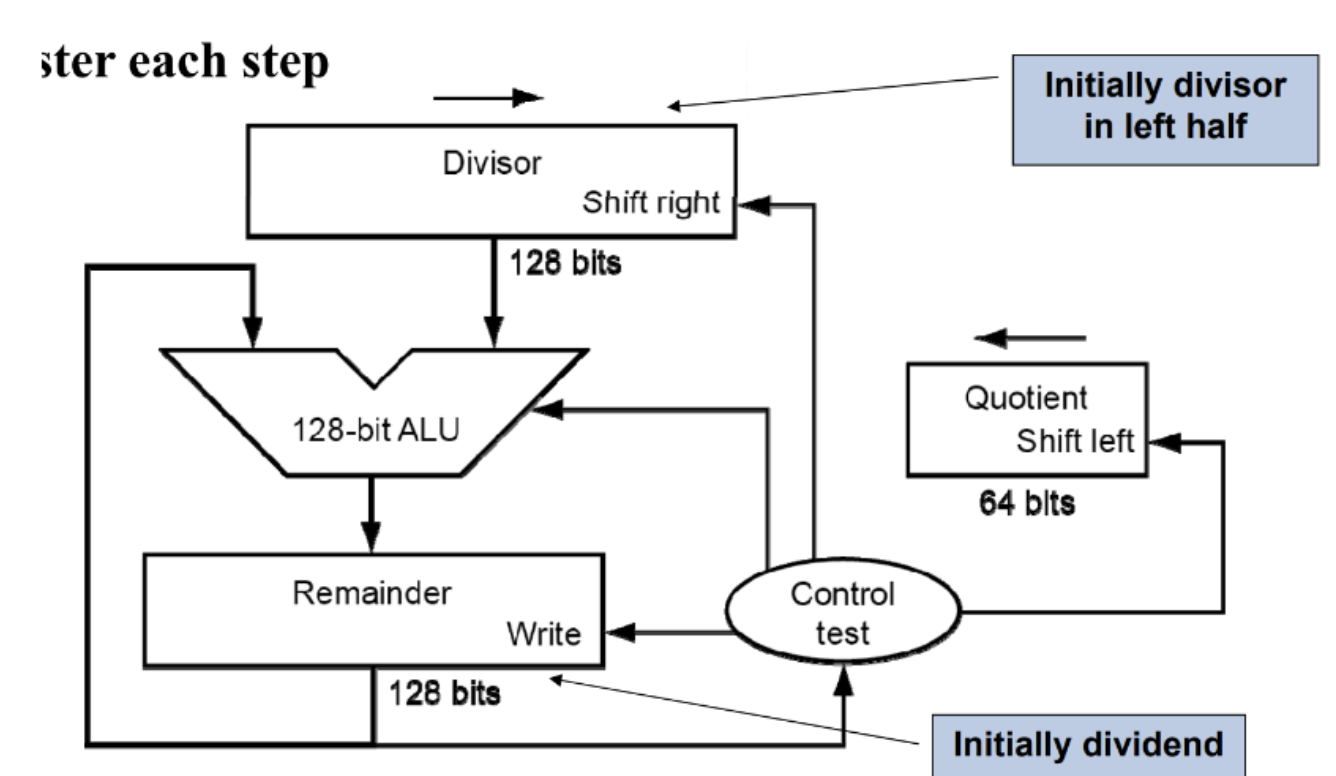 ster each step
Initially divisor
in left half
Divisor
Shift right
128 bits
128-bit ALU
Quotient
Shift left
64 bits
Remainder
Write
Control
test
128 bits
Initially dividend